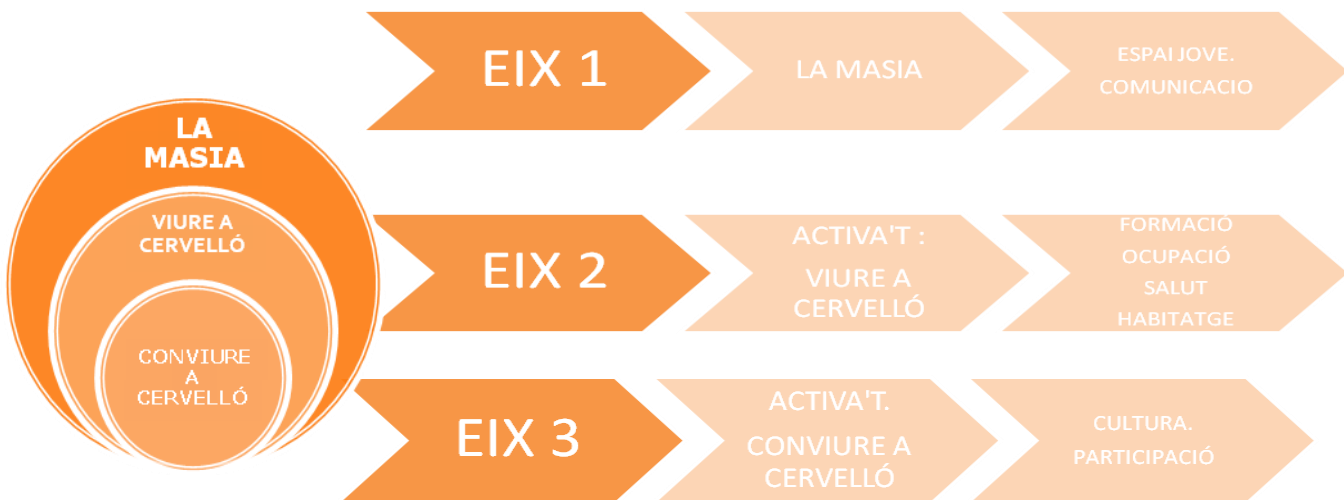 LA
MASIA
VIURE A
CERVELLÓ
CONVIURE
A
CERVELLÓ
EIX 1
LA MASIA
ESPAI JOVE.
COMUNICACIO
EIX 2
ACTIVA'T :
VIURE A
CERVELLÓ
FORMACIÓ
OCUPACIÓ
SALUT
HABITATGE
EIX 3
ACTIVA'T.
CONVIURE A
CERVELLÓ
CULTURA.
PARTICIPACIÓ